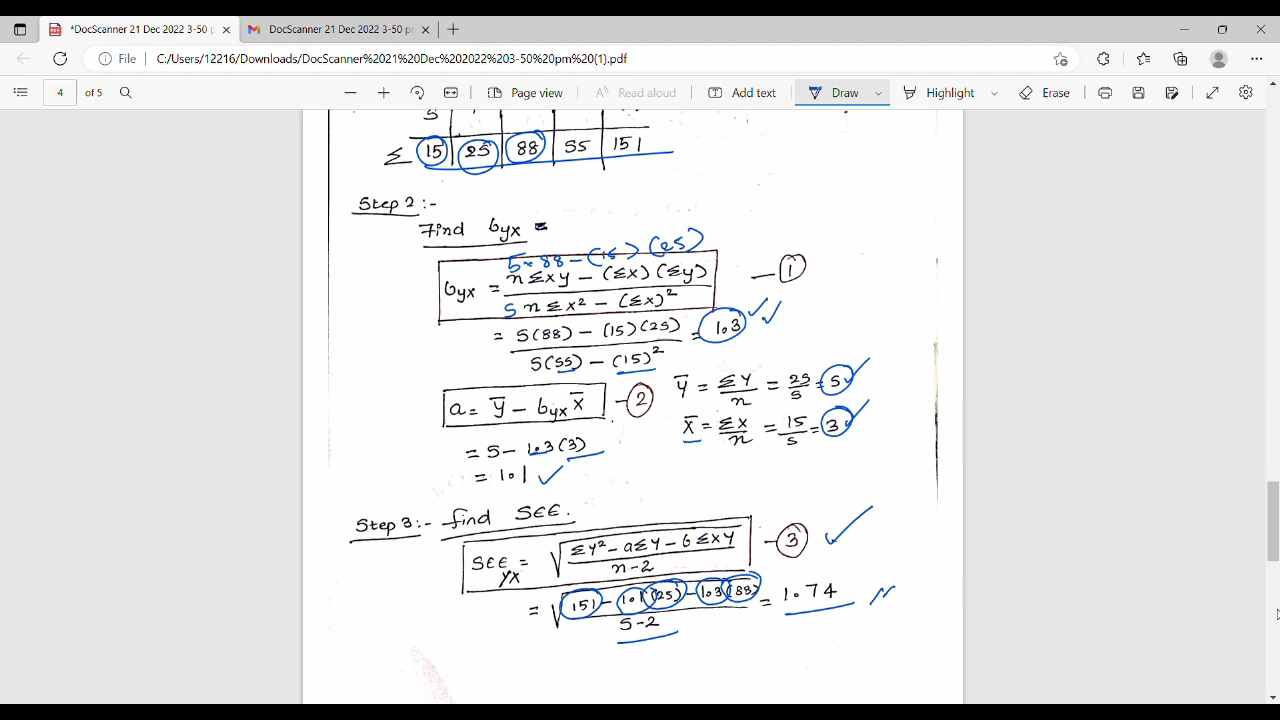 *DocScanner 21 Dec 2022 3-50 p
DocScanner 21 Dec 2022 3-50 pm
File C:/Users/12216/Downloads/DocScanner%2021%20Dec%202022%203-50%20pm%20(1).pdf
4 of 5 Page view Read aloud Add text Draw Highlight Erase
5
Σ 15 25 88 55 151
Step 2:-
Find byx =
5* 88 - (15) (25)
byx = nΣxy - (Σx)(Σy) / 5 nΣx² - (Σx)² — 1
= 5(88) - (15)(25) / 5(55) - (15)² = 1.3
a = Y̅ - byx X̅ — 2
Y̅ = ΣY/n = 25/5 = 5
X̅ = ΣX/n = 15/5 = 3
= 5 - 1.3(3)
= 1.1
Step 3:- find SEE.
SEE yx = √ΣY² - aΣY - bΣXY / n-2 — 3
= √151 - 1.1(25) - 1.3(88) / 5-2 = 1.74